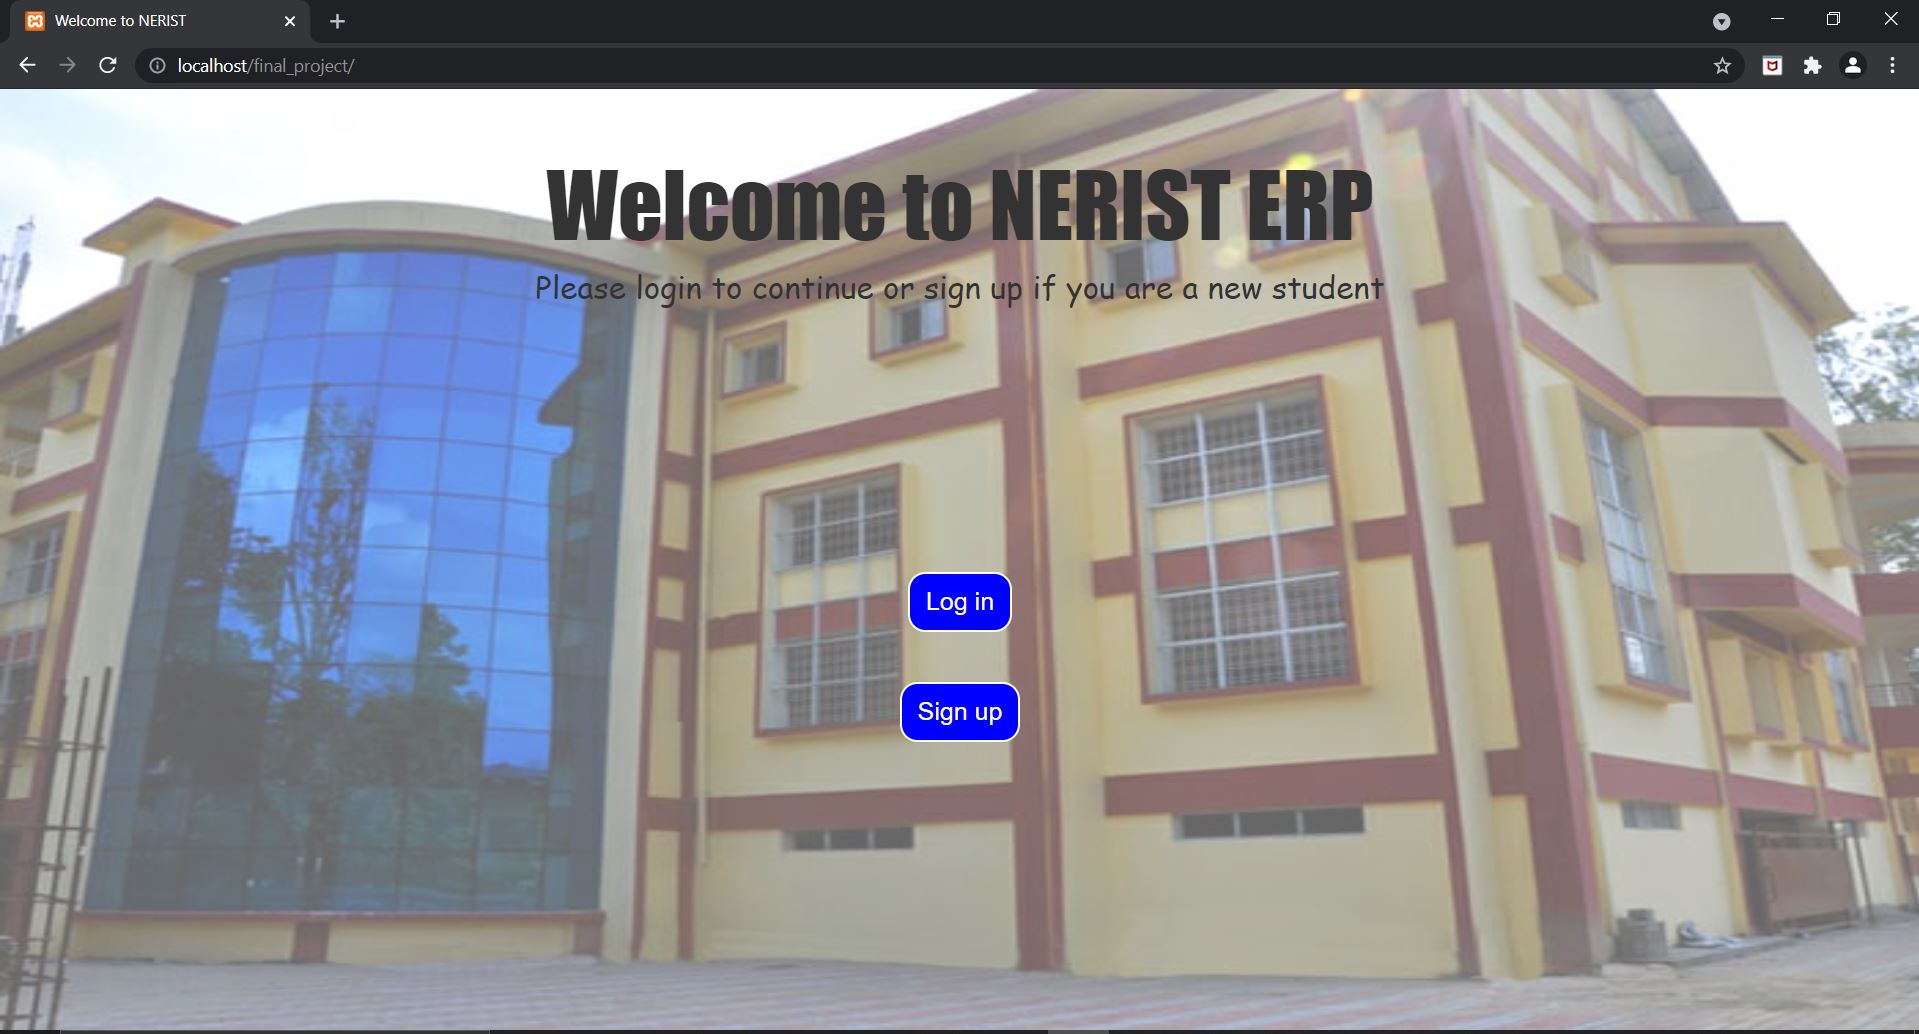 Welcome to NERIST
localhost/final_project/
Welcome to NERIST ERP
Please login to continue or sign up if you are a new student
Log in
Sign up